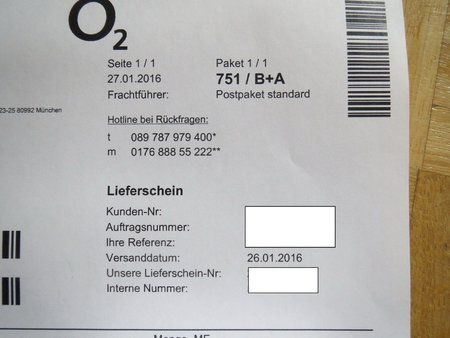 O2
Seite 1 / 1 Paket 1 / 1
27.01.2016 751 / B+A
Frachtführer: Postpaket standard
23-25 80992 München
Hotline bei Rückfragen:
t 089 787 979 400*
m 0176 888 55 222**
Lieferschein
Kunden-Nr:
Auftragsnummer:
Ihre Referenz:
Versanddatum: 26.01.2016
Unsere Lieferschein-Nr:
Interne Nummer:
Menge ME